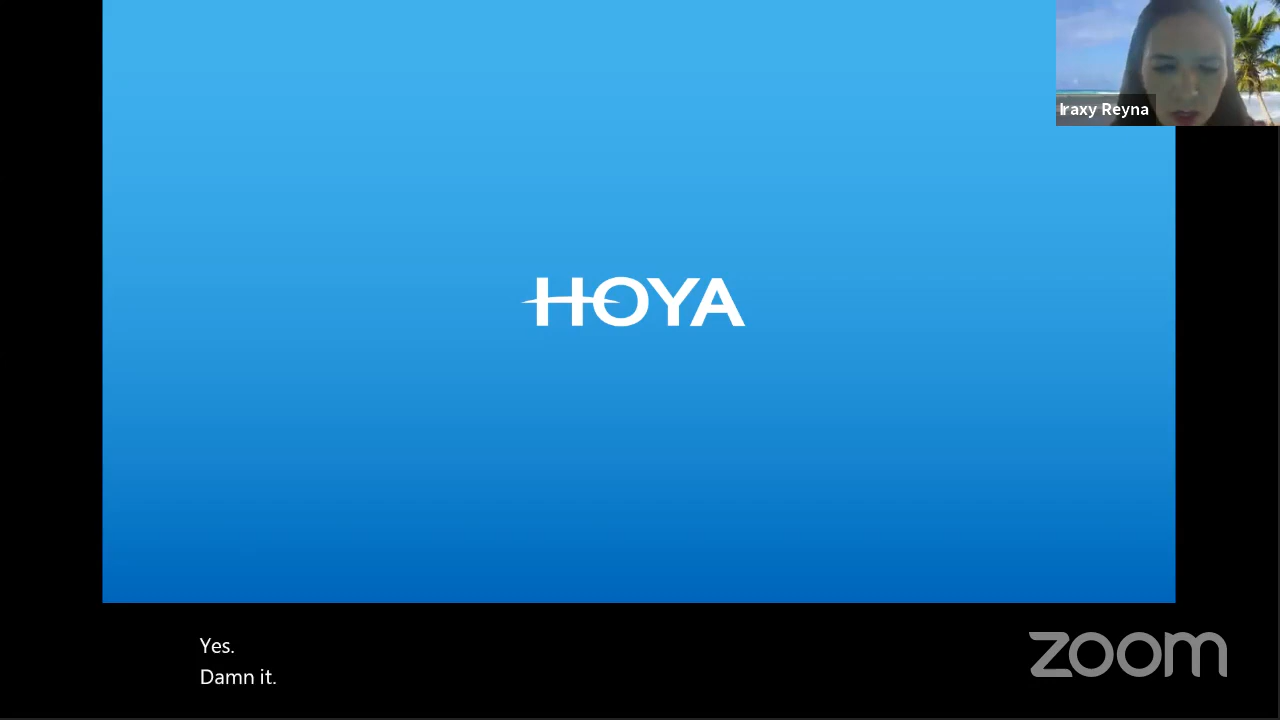 Iraxy Reyna
HOYA
Yes.
Damn it.
zoom